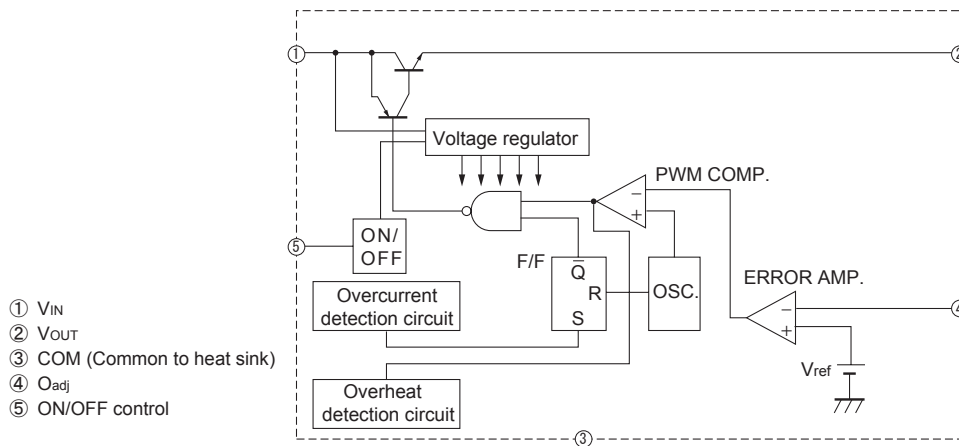 ①
②
Voltage regulator
PWM COMP.
−
+
⑤
ON/
OFF
F/F
Q̅
R
S
OSC.
ERROR AMP.
−
+
④
Vref
Overcurrent
detection circuit
Overheat
detection circuit
③
① VIN
② VOUT
③ COM (Common to heat sink)
④ Oadj
⑤ ON/OFF control